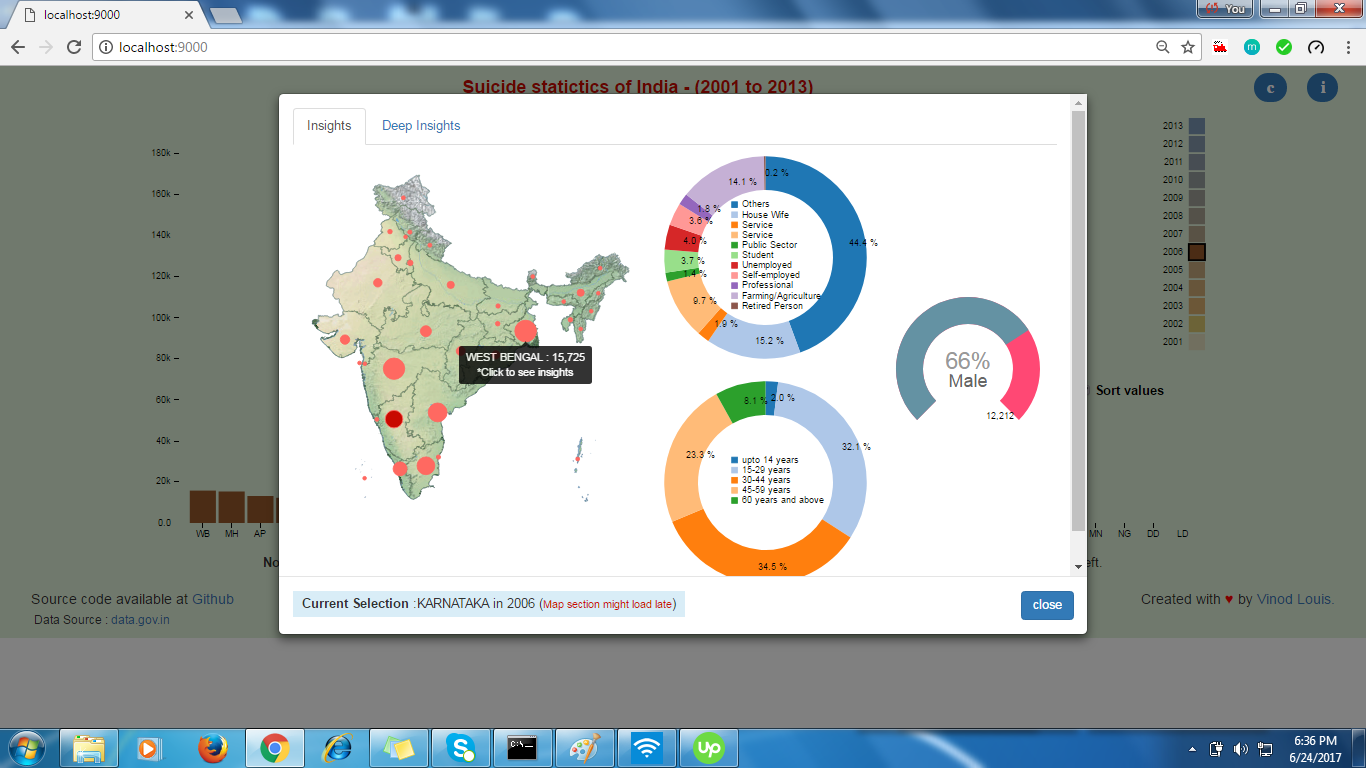 localhost:9000
You
localhost:9000
Suicide statictics of India - (2001 to 2013)
c
i
Insights
Deep Insights
180k
160k
140k
120k
100k
80k
60k
40k
20k
0.0
WB MH AP
WEST BENGAL : 15,725
*Click to see insights
0.2 %
14.1 %
1.8 %
3.6 %
4.0 %
3.7 %
1.4 %
9.7 %
1.9 %
15.2 %
44.4 %
Others
House Wife
Service
Service
Public Sector
Student
Unemployed
Self-employed
Professional
Farming/Agriculture
Retired Person
8.1 %
2.0 %
32.1 %
23.3 %
34.5 %
upto 14 years
15-29 years
30-44 years
45-59 years
60 years and above
66%
Male
12,212
2013
2012
2011
2010
2009
2008
2007
2006
2005
2004
2003
2002
2001
Sort values
MN NG DD LD
No
eft.
Current Selection :KARNATAKA in 2006 (Map section might load late)
close
Source code available at Github
Data Source : data.gov.in
Created with ♥ by Vinod Louis.
C:\-
Up
6:36 PM
6/24/2017